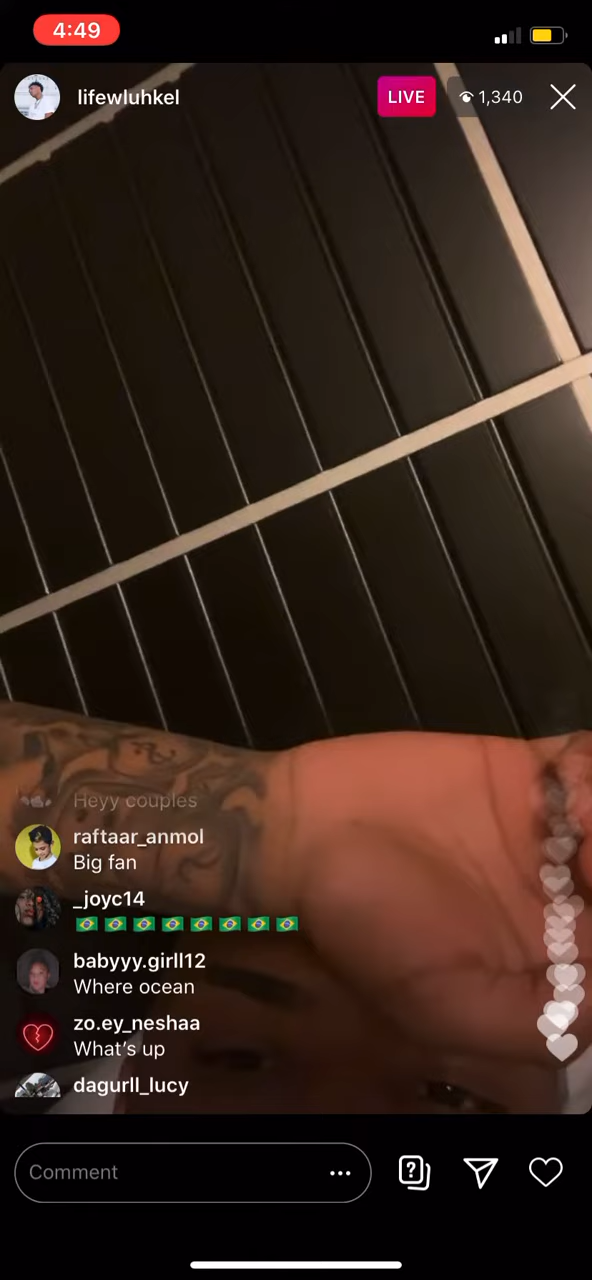 4:49
lifewluhkel
LIVE
1,340
Heyy couples
raftaar_anmol
Big fan
_joyc14
🇧🇷 🇧🇷 🇧🇷 🇧🇷 🇧🇷 🇧🇷 🇧🇷 🇧🇷
babyyy.girll12
Where ocean
zo.ey_neshaa
What's up
dagurll_lucy
Comment